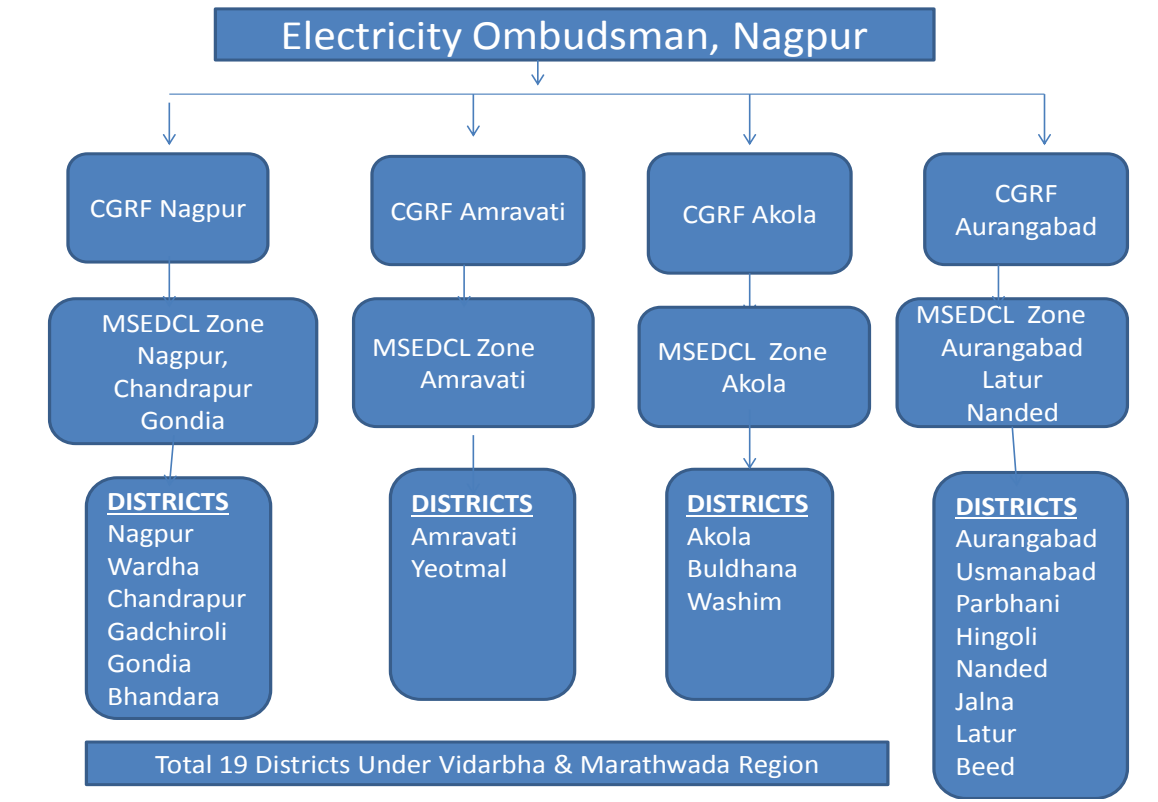 Electricity Ombudsman, Nagpur
CGRF Nagpur
CGRF Amravati
CGRF Akola
CGRF
Aurangabad
MSEDCL Zone
Nagpur,
Chandrapur
Gondia
MSEDCL Zone
Amravati
MSEDCL Zone
Akola
MSEDCL Zone
Aurangabad
Latur
Nanded
DISTRICTS
Nagpur
Wardha
Chandrapur
Gadchiroli
Gondia
Bhandara
DISTRICTS
Amravati
Yeotmal
DISTRICTS
Akola
Buldhana
Washim
DISTRICTS
Aurangabad
Usmanabad
Parbhani
Hingoli
Nanded
Jalna
Latur
Beed
Total 19 Districts Under Vidarbha & Marathwada Region